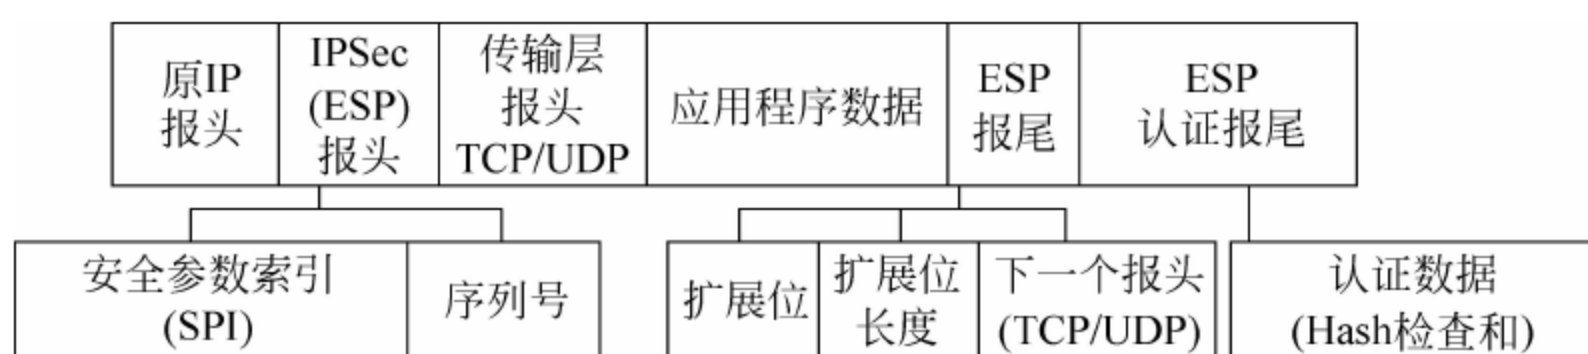 原IP
报头
IPSec
(ESP)
报头
传输层
报头
TCP/UDP
应用程序数据
ESP
报尾
ESP
认证报尾
安全参数索引
(SPI)
序列号
扩展位
扩展位
长度
下一个报头
(TCP/UDP)
认证数据
(Hash检查和)